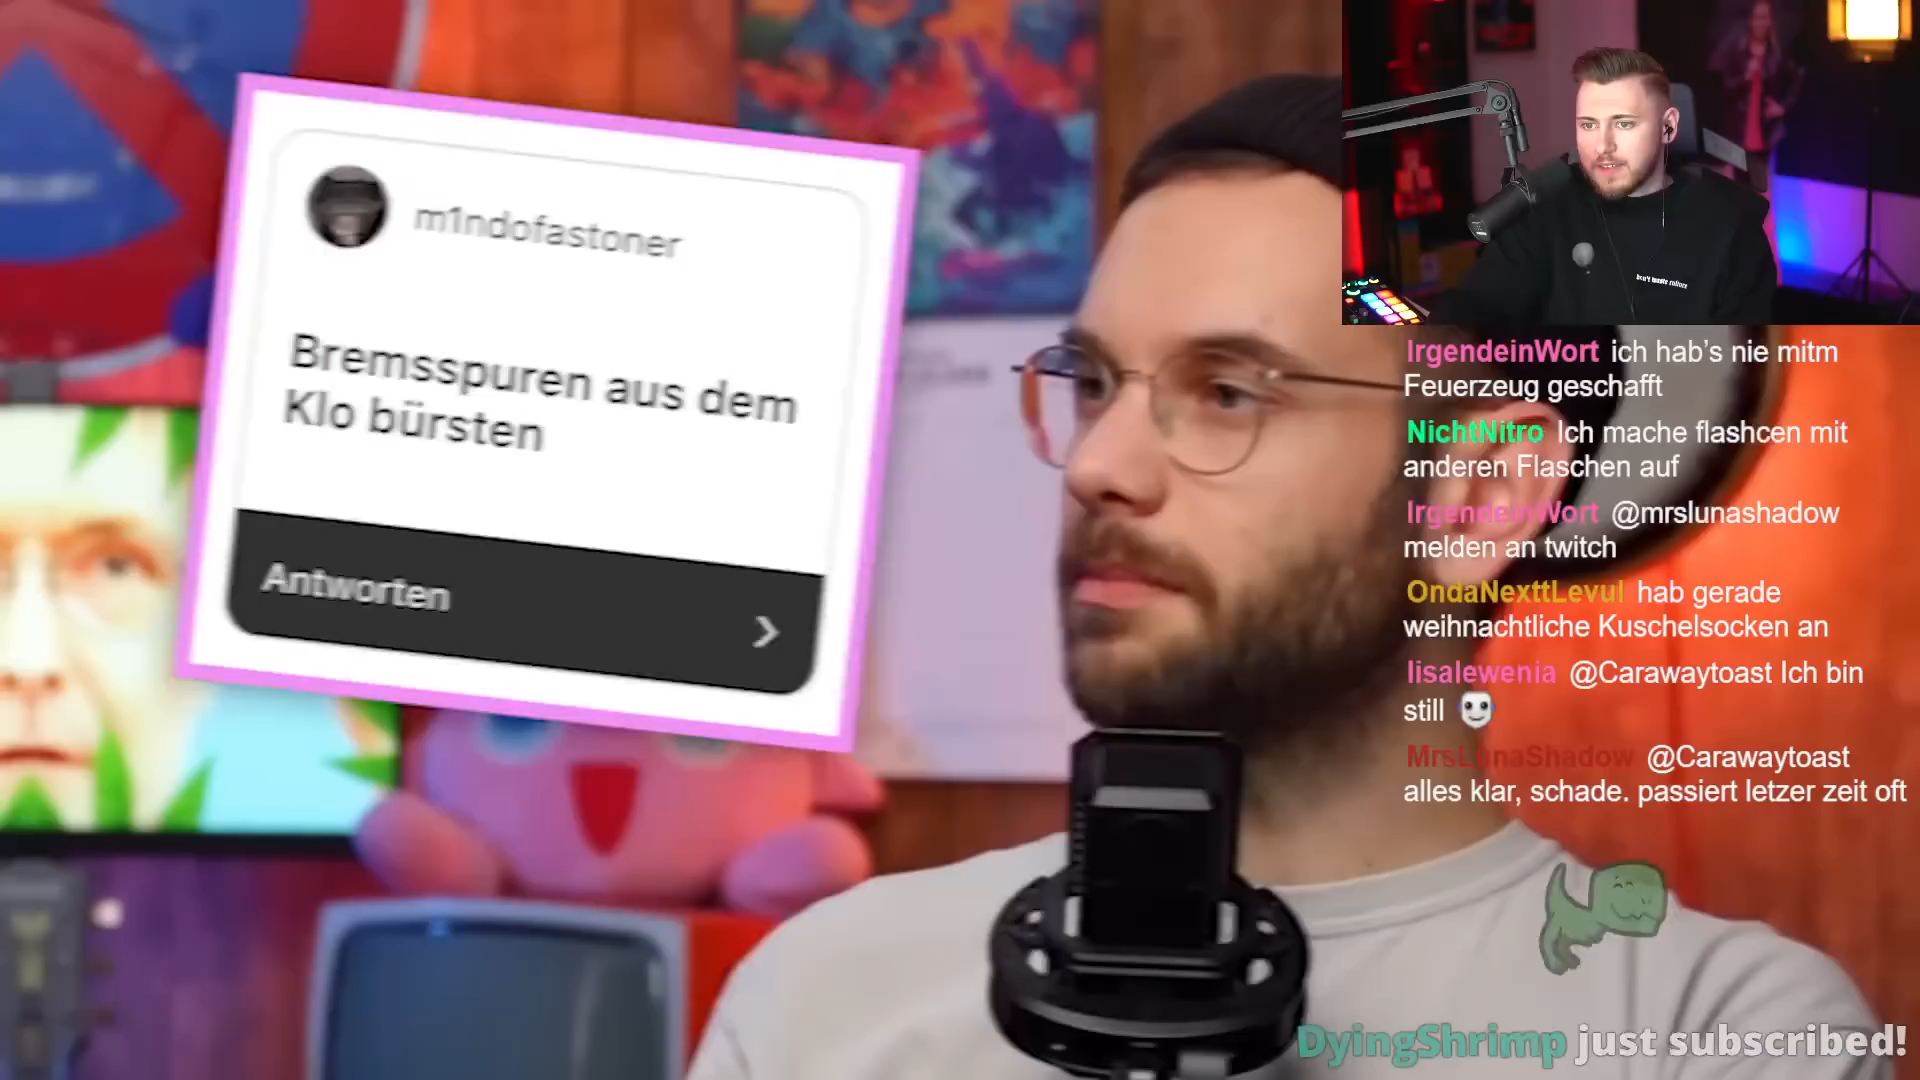 m1ndofastoner
Bremsspuren aus dem
Klo bürsten
Antworten
IrgendeinWort ich hab’s nie mitm
Feuerzeug geschafft
NichtNitro Ich mache flashcen mit
anderen Flaschen auf
IrgendeinWort @mrslunashadow
melden an twitch
OndaNexttLevul hab gerade
weihnachtliche Kuschelsocken an
lisalewenia @Carawaytoast Ich bin
still
MrsLunaShadow @Carawaytoast
alles klar, schade. passiert letzer zeit oft
DyingShrimp just subscribed!